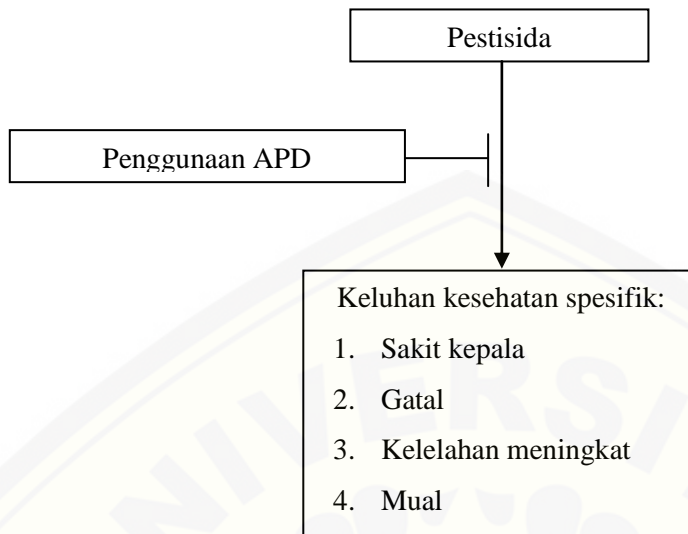 Pestisida
Penggunaan APD
Keluhan kesehatan spesifik:
1. Sakit kepala
2. Gatal
3. Kelelahan meningkat
4. Mual